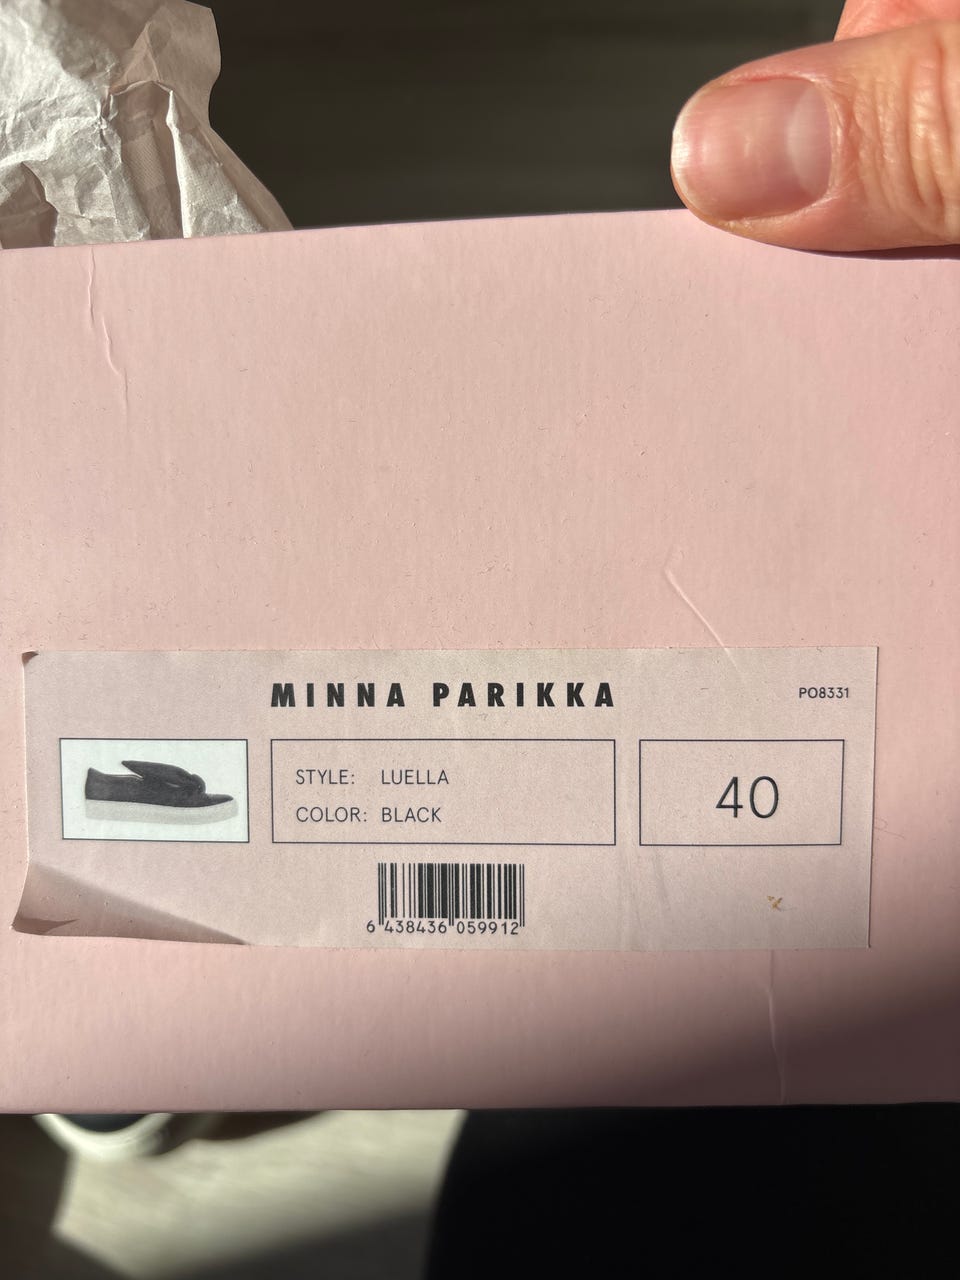 MINNA PARIKKA
PO8331
STYLE: LUELLA
COLOR: BLACK
40
6 438436 059912